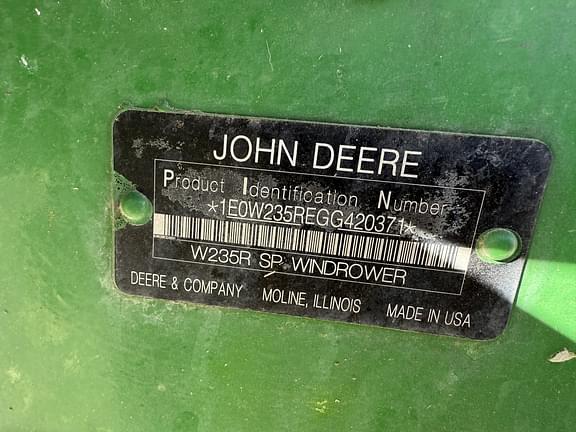 JOHN DEERE
Product Identification Number
*1E0W235REGG420371*
W235R SP WINDROWER
DEERE & COMPANY MOLINE, ILLINOIS MADE IN USA